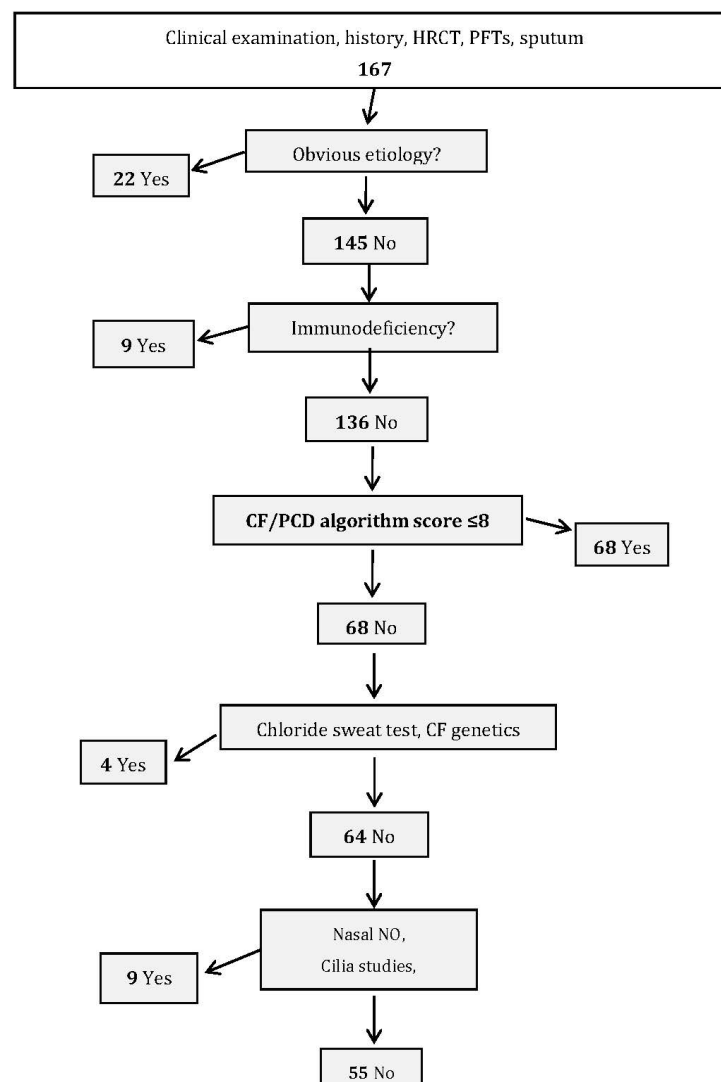 Clinical examination, history, HRCT, PFTs, sputum
167
Obvious etiology?
22 Yes
145 No
Immunodeficiency?
9 Yes
136 No
CF/PCD algorithm score ≤8
68 Yes
68 No
Chloride sweat test, CF genetics
4 Yes
64 No
Nasal NO,
Cilia studies,
9 Yes
55 No